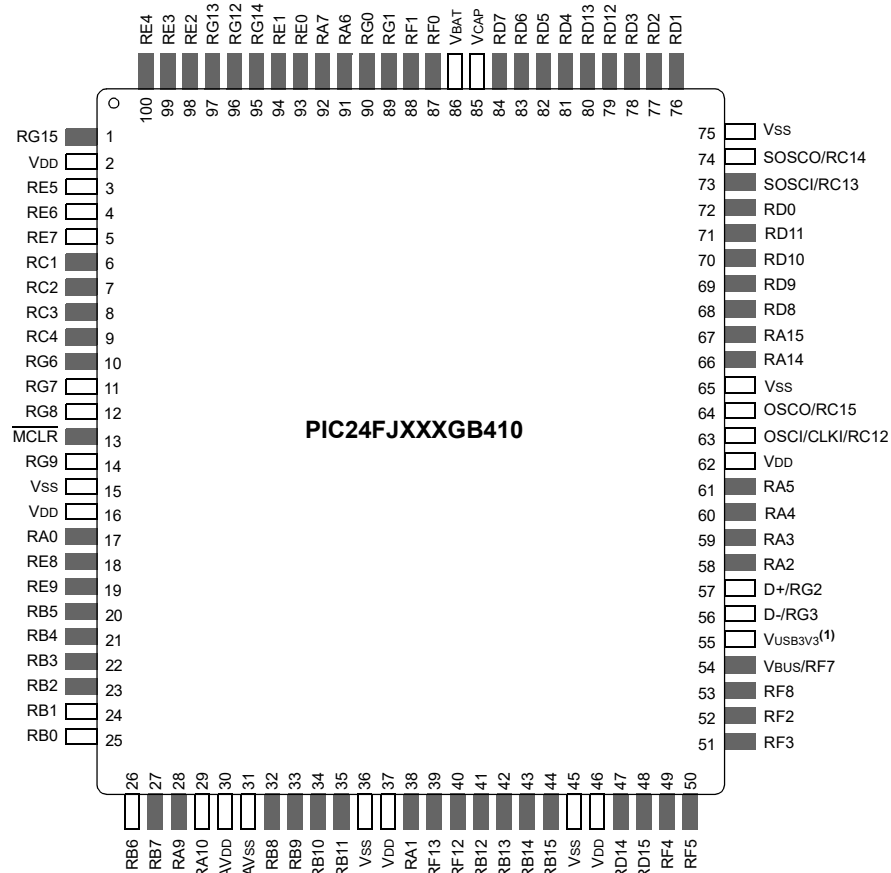 RE4 RE3 RE2 RG13 RG12 RG14 RE1 RE0 RA7 RA6 RG0 RG1 RF1 RF0 VBAT VCAP RD7 RD6 RD5 RD4 RD13 RD12 RD3 RD2 RD1
100 99 98 97 96 95 94 93 92 91 90 89 88 87 86 85 84 83 82 81 80 79 78 77 76
RG15 1
VDD 2
RE5 3
RE6 4
RE7 5
RC1 6
RC2 7
RC3 8
RC4 9
RG6 10
RG7 11
RG8 12
MCLR 13
RG9 14
VSS 15
VDD 16
RA0 17
RE8 18
RE9 19
RB5 20
RB4 21
RB3 22
RB2 23
RB1 24
RB0 25
PIC24FJXXXGB410
75 VSS
74 SOSCO/RC14
73 SOSCI/RC13
72 RD0
71 RD11
70 RD10
69 RD9
68 RD8
67 RA15
66 RA14
65 VSS
64 OSCO/RC15
63 OSCI/CLKI/RC12
62 VDD
61 RA5
60 RA4
59 RA3
58 RA2
57 D+/RG2
56 D-/RG3
55 VUSB3V3(1)
54 VBUS/RF7
53 RF8
52 RF2
51 RF3
26 27 28 29 30 31 32 33 34 35 36 37 38 39 40 41 42 43 44 45 46 47 48 49 50
RB6 RB7 RA9 RA10 AVDD AVSS RB8 RB9 RB10 RB11 VSS VDD RA1 RF13 RF12 RB12 RB13 RB14 RB15 VSS VDD RD14 RD15 RF4 RF5